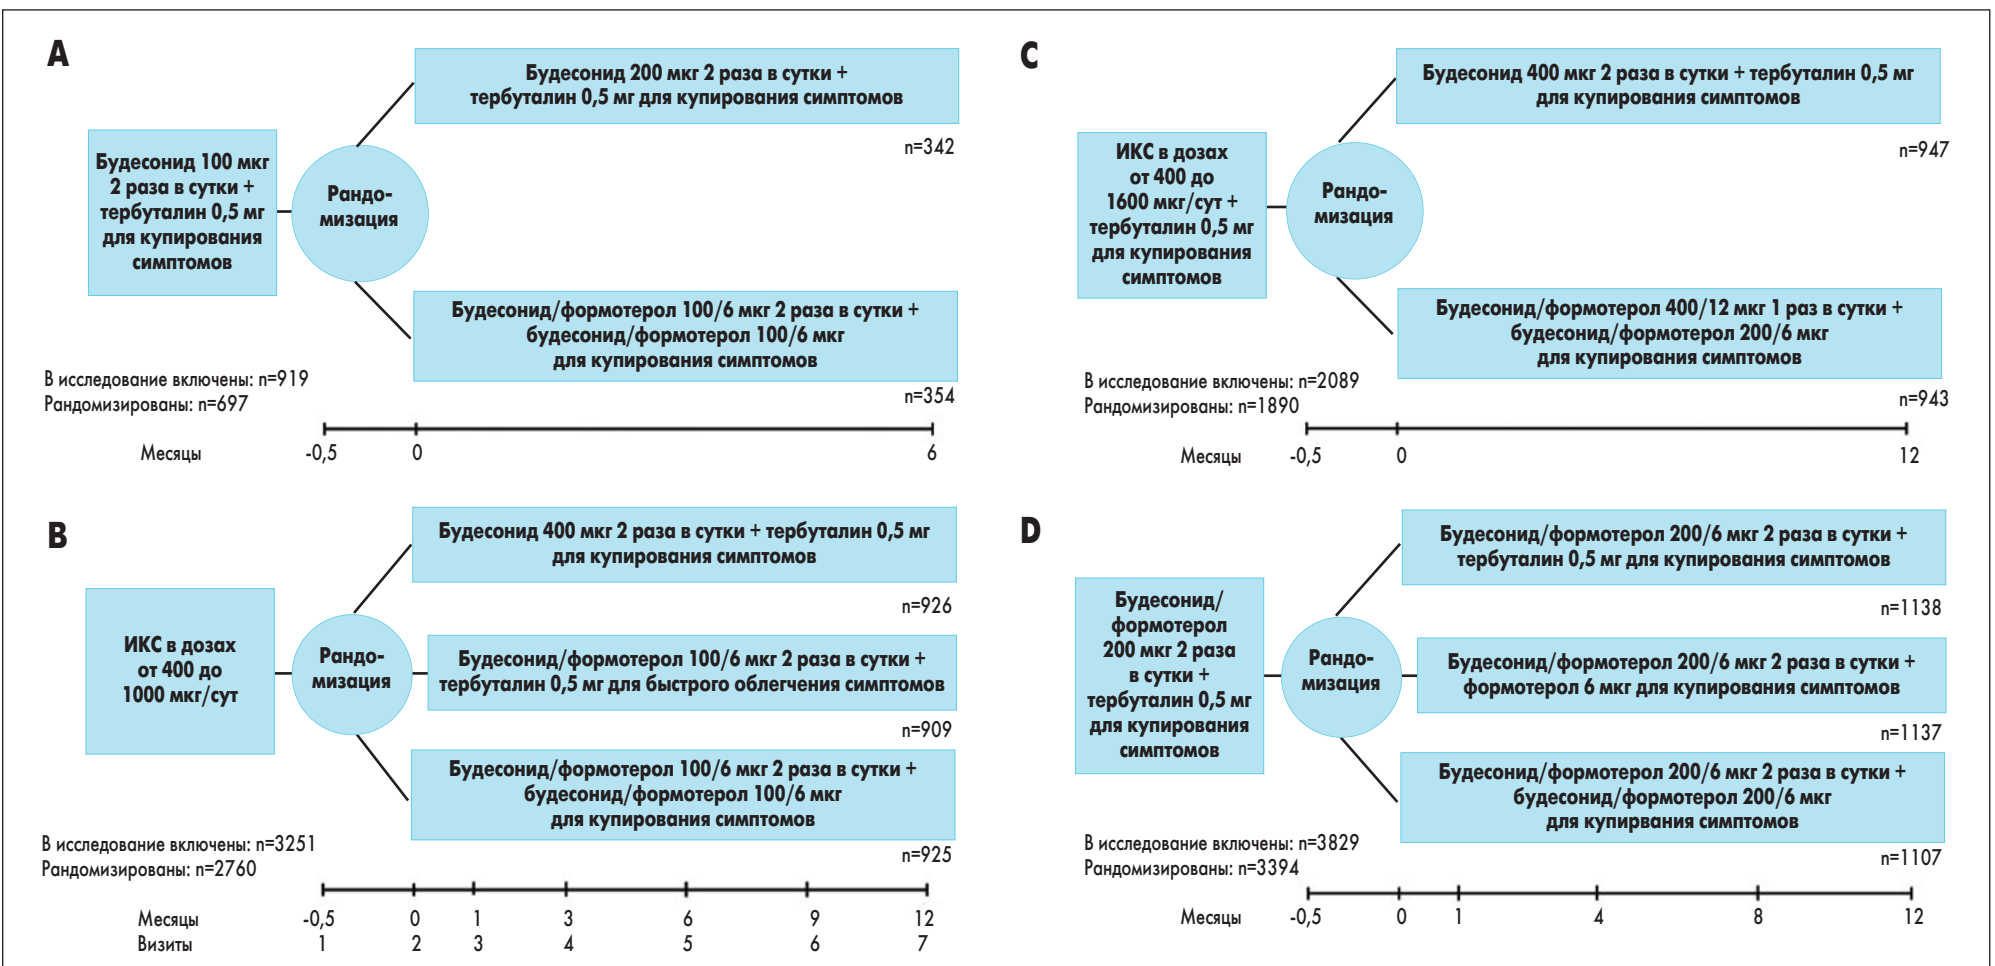 A
Будесонид 200 мкг 2 раза в сутки +
тербуталин 0,5 мг для купирования симптомов
n=342
Будесонид 100 мкг
2 раза в сутки +
тербуталин 0,5 мг
для купирования
симптомов
Рандо-
мизация
Будесонид/формотерол 100/6 мкг 2 раза в сутки +
будесонид/формотерол 100/6 мкг
для купирования симптомов
n=354
В исследование включены: n=919
Рандомизированы: n=697
Месяцы -0,5 0 6
B
Будесонид 400 мкг 2 раза в сутки + тербуталин 0,5 мг
для купирования симптомов
n=926
ИКС в дозах
от 400 до
1000 мкг/сут
Рандо-
мизация
Будесонид/формотерол 100/6 мкг 2 раза в сутки +
тербуталин 0,5 мг для быстрого облегчения симптомов
n=909
Будесонид/формотерол 100/6 мкг 2 раза в сутки +
будесонид/формотерол 100/6 мкг
для купирования симптомов
n=925
В исследование включены: n=3251
Рандомизированы: n=2760
Месяцы -0,5 0 1 3 6 9 12
Визиты 1 2 3 4 5 6 7
C
Будесонид 400 мкг 2 раза в сутки + тербуталин 0,5 мг
для купирования симптомов
n=947
ИКС в дозах
от 400 до
1600 мкг/сут +
тербуталин 0,5 мг
для купирования
симптомов
Рандо-
мизация
Будесонид/формотерол 400/12 мкг 1 раз в сутки +
будесонид/формотерол 200/6 мкг
для купирования симптомов
n=943
В исследование включены: n=2089
Рандомизированы: n=1890
Месяцы -0,5 0 12
D
Будесонид/формотерол 200/6 мкг 2 раза в сутки +
тербуталин 0,5 мг для купирования симптомов
n=1138
Будесонид/
формотерол
200 мкг 2 раза
в сутки +
тербуталин 0,5 мг
для купирования
симптомов
Рандо-
мизация
Будесонид/формотерол 200/6 мкг 2 раза в сутки +
формотерол 6 мкг для купирования симптомов
n=1137
Будесонид/формотерол 200/6 мкг 2 раза в сутки +
будесонид/формотерол 200/6 мкг
для купирвания симптомов
n=1107
В исследование включены: n=3829
Рандомизированы: n=3394
Месяцы -0,5 0 1 4 8 12